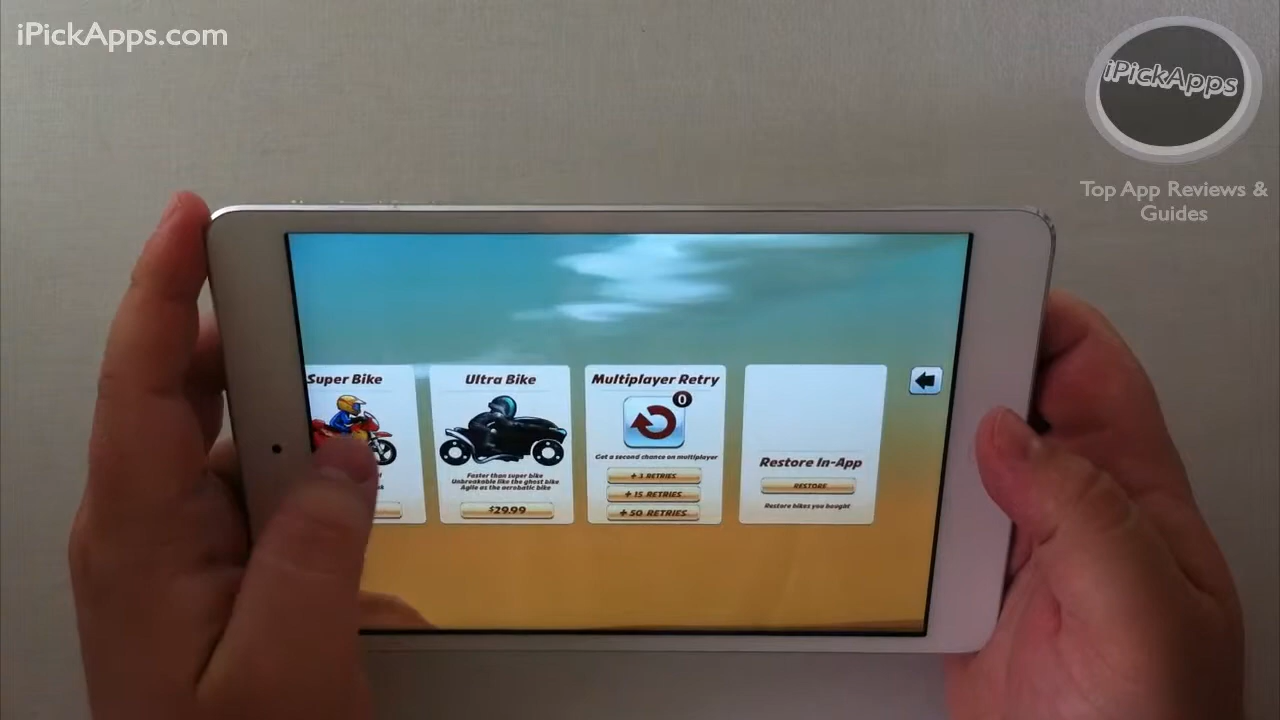 iPickApps.com
iPickApps
Top App Reviews &
Guides
Super Bike
Ultra Bike
Faster than super bike
Unbreakable like the ghost bike
Agile as the acrobatic bike
$29.99
Multiplayer Retry
0
Get a second chance on multiplayer
+ 3 RETRIES
+ 15 RETRIES
+ 50 RETRIES
Restore In-App
RESTORE
Restore bikes you bought